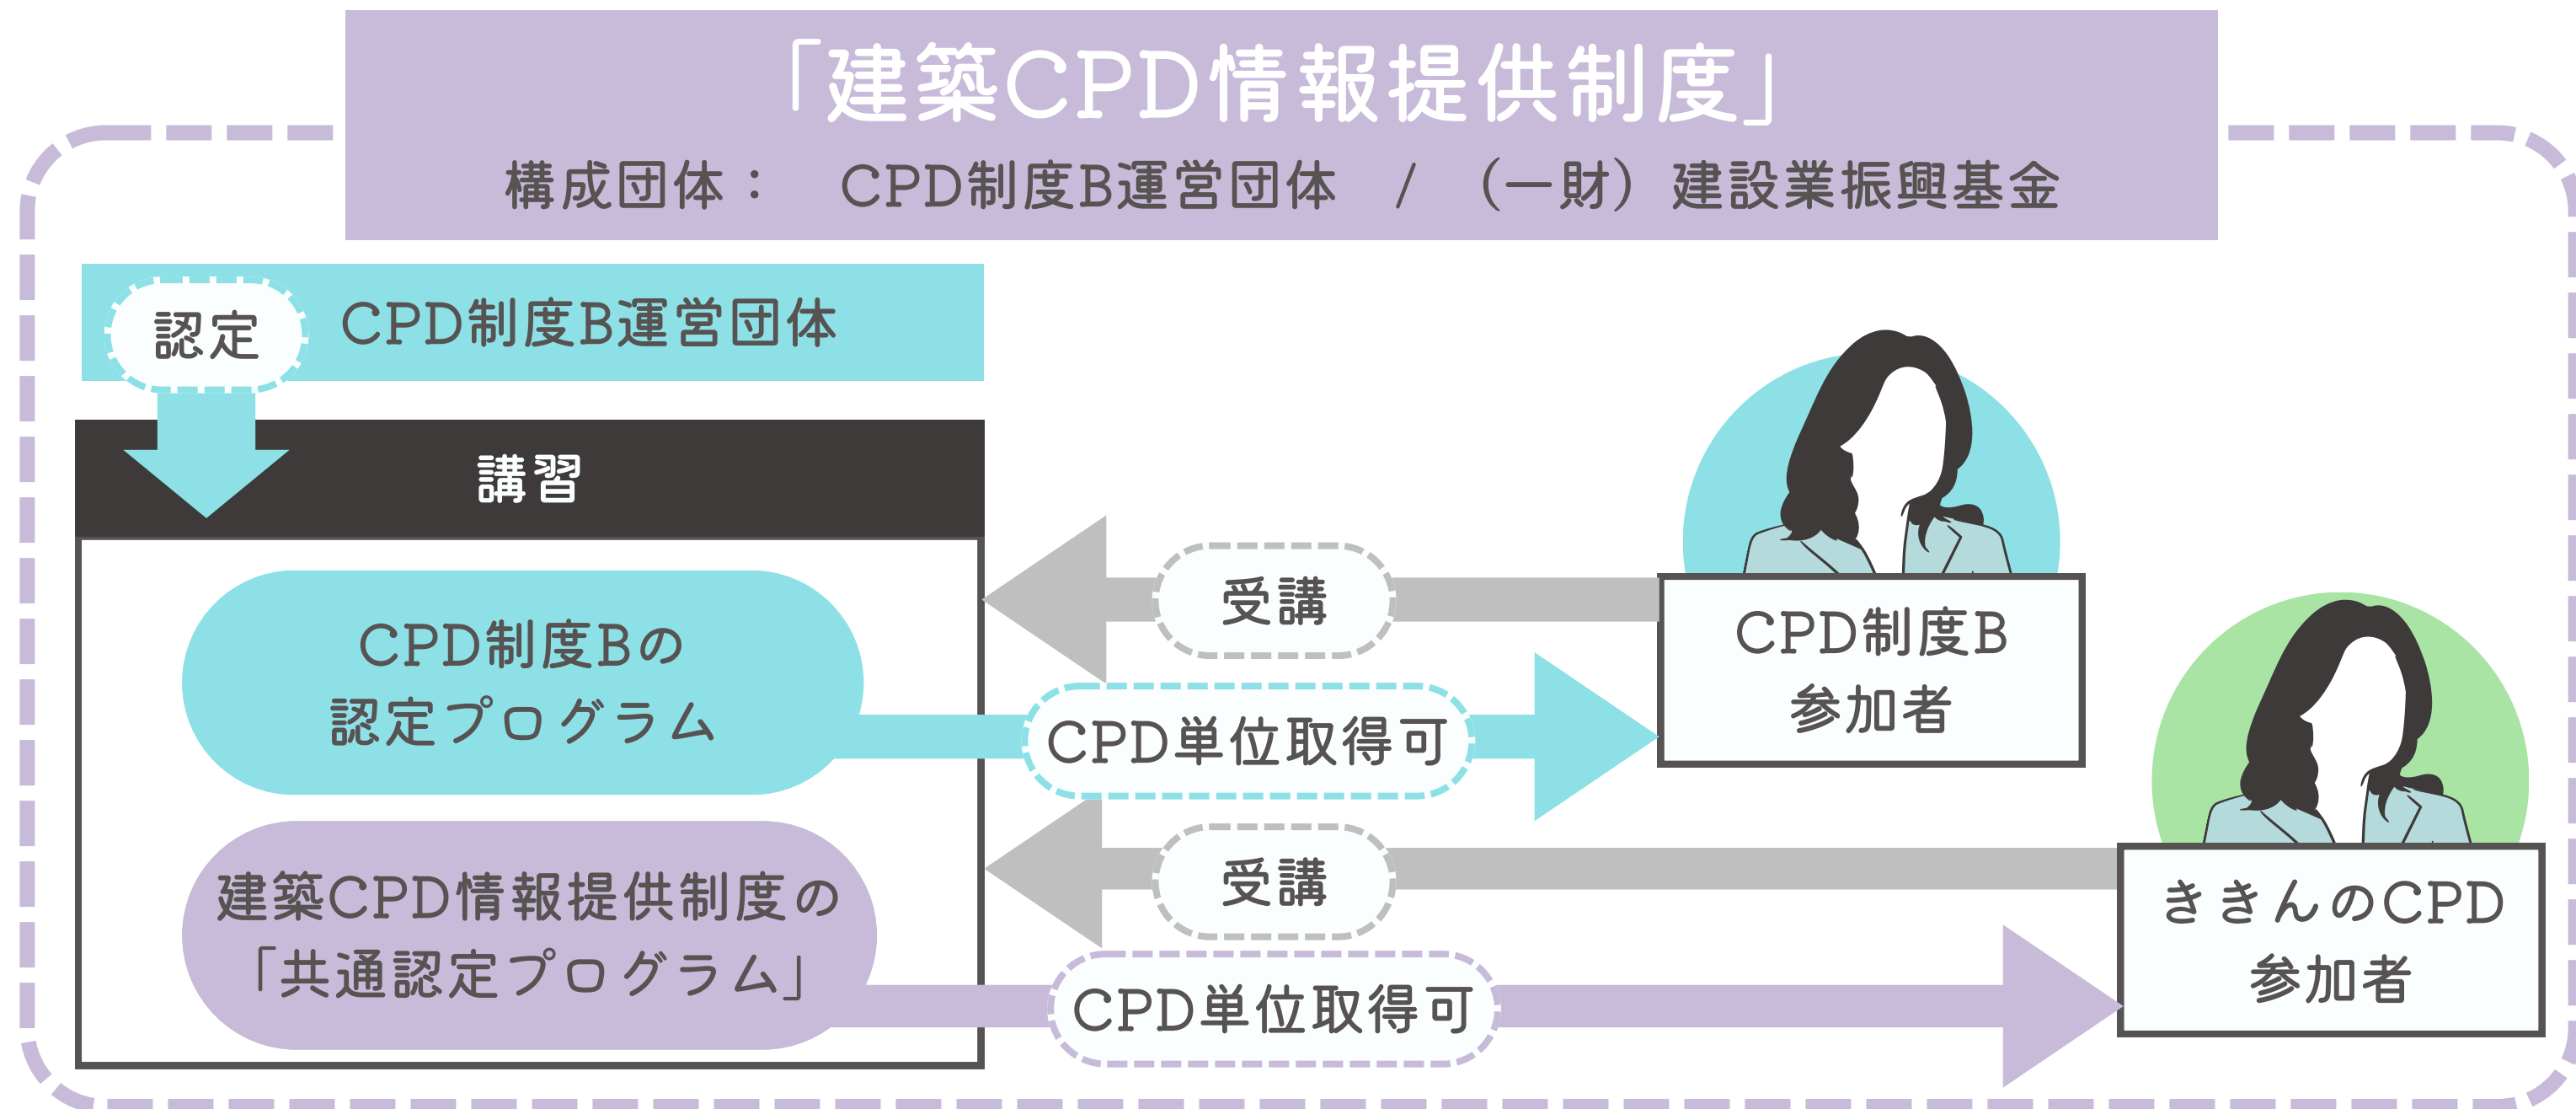 「建築CPD情報提供制度」
構成団体： CPD制度B運営団体 / （一財）建設業振興基金
認定
CPD制度B運営団体
講習
CPD制度Bの
認定プログラム
建築CPD情報提供制度の
「共通認定プログラム」
受講
CPD単位取得可
受講
CPD単位取得可
CPD制度B
参加者
ききんのCPD
参加者